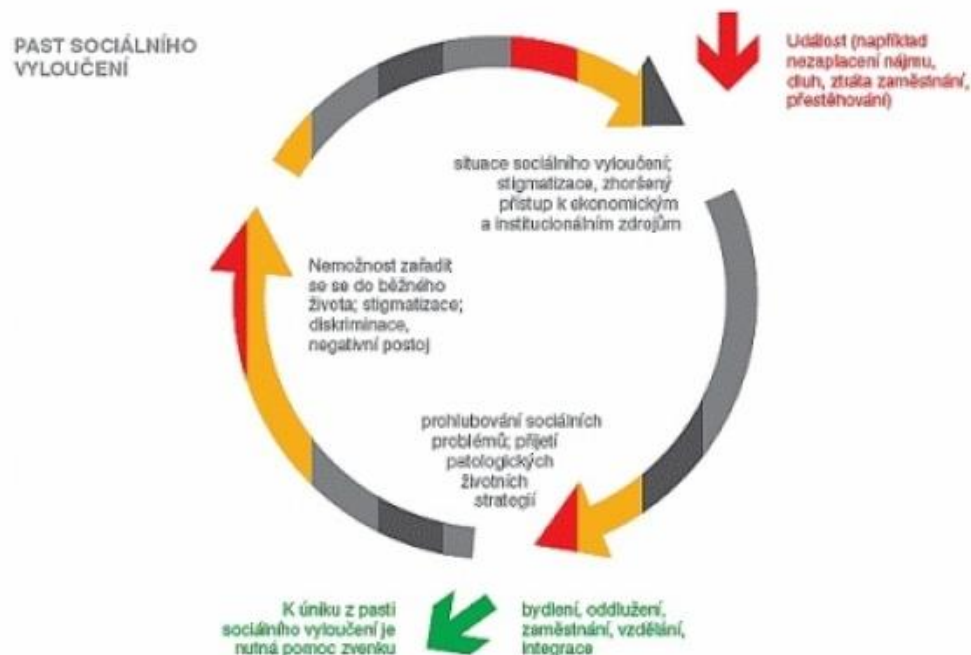 PAST SOCIÁLNÍHO
VYLOUČENÍ
Událost (například
nezaplacení nájmu,
dluh, ztráta zaměstnání,
přestěhování)
situace sociálního vyloučení;
stigmatizace, zhoršený
přístup k ekonomickým
a institucionálním zdrojům
Nemožnost zařadit
se se do běžného
života; stigmatizace;
diskriminace,
negativní postoj
prohlubování sociálních
problémů; přijetí
patologických
životních
strategií
K úniku z pasti
sociálního vyloučení je
nutná pomoc zvenku
bydlení, oddlužení,
zaměstnání, vzdělání,
integrace